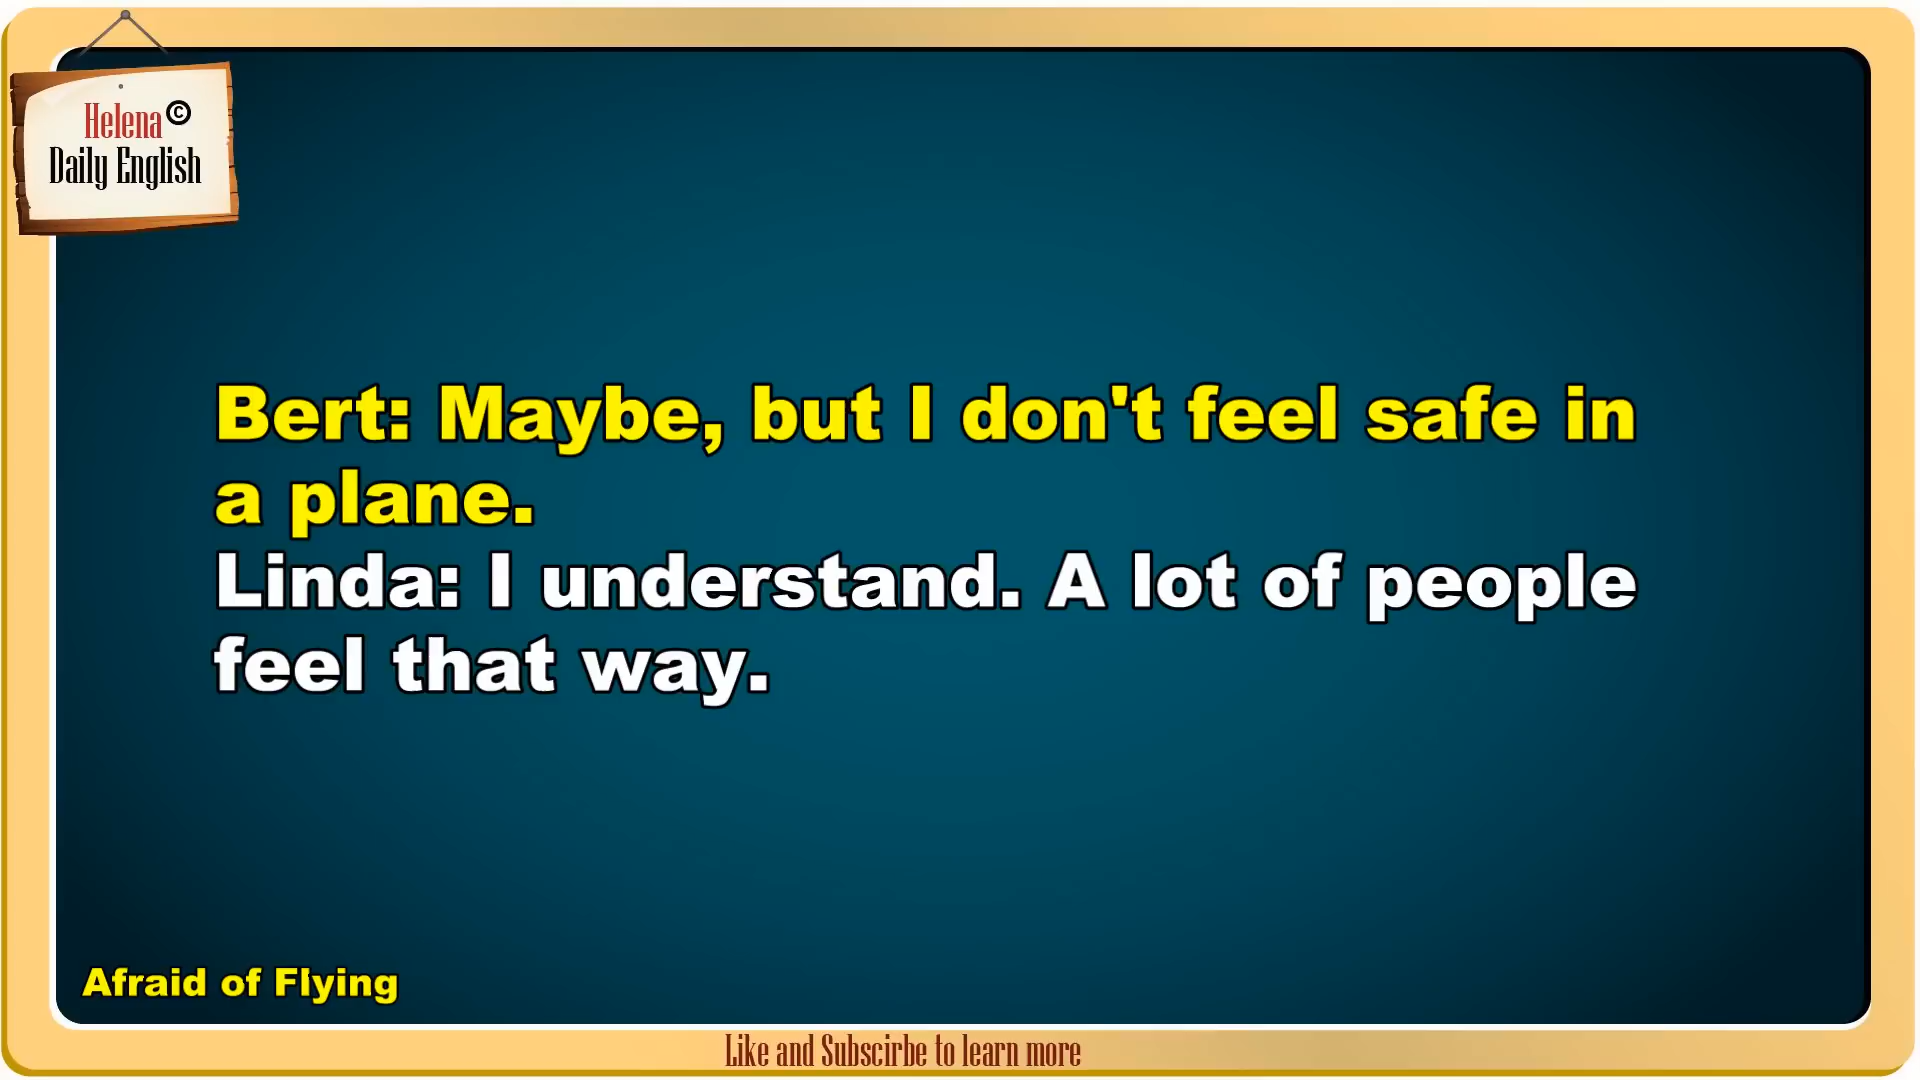 Helena ©
Daily English
Bert: Maybe, but I don't feel safe in
a plane.
Linda: I understand. A lot of people
feel that way.
Afraid of Flying
Like and Subscirbe to learn more